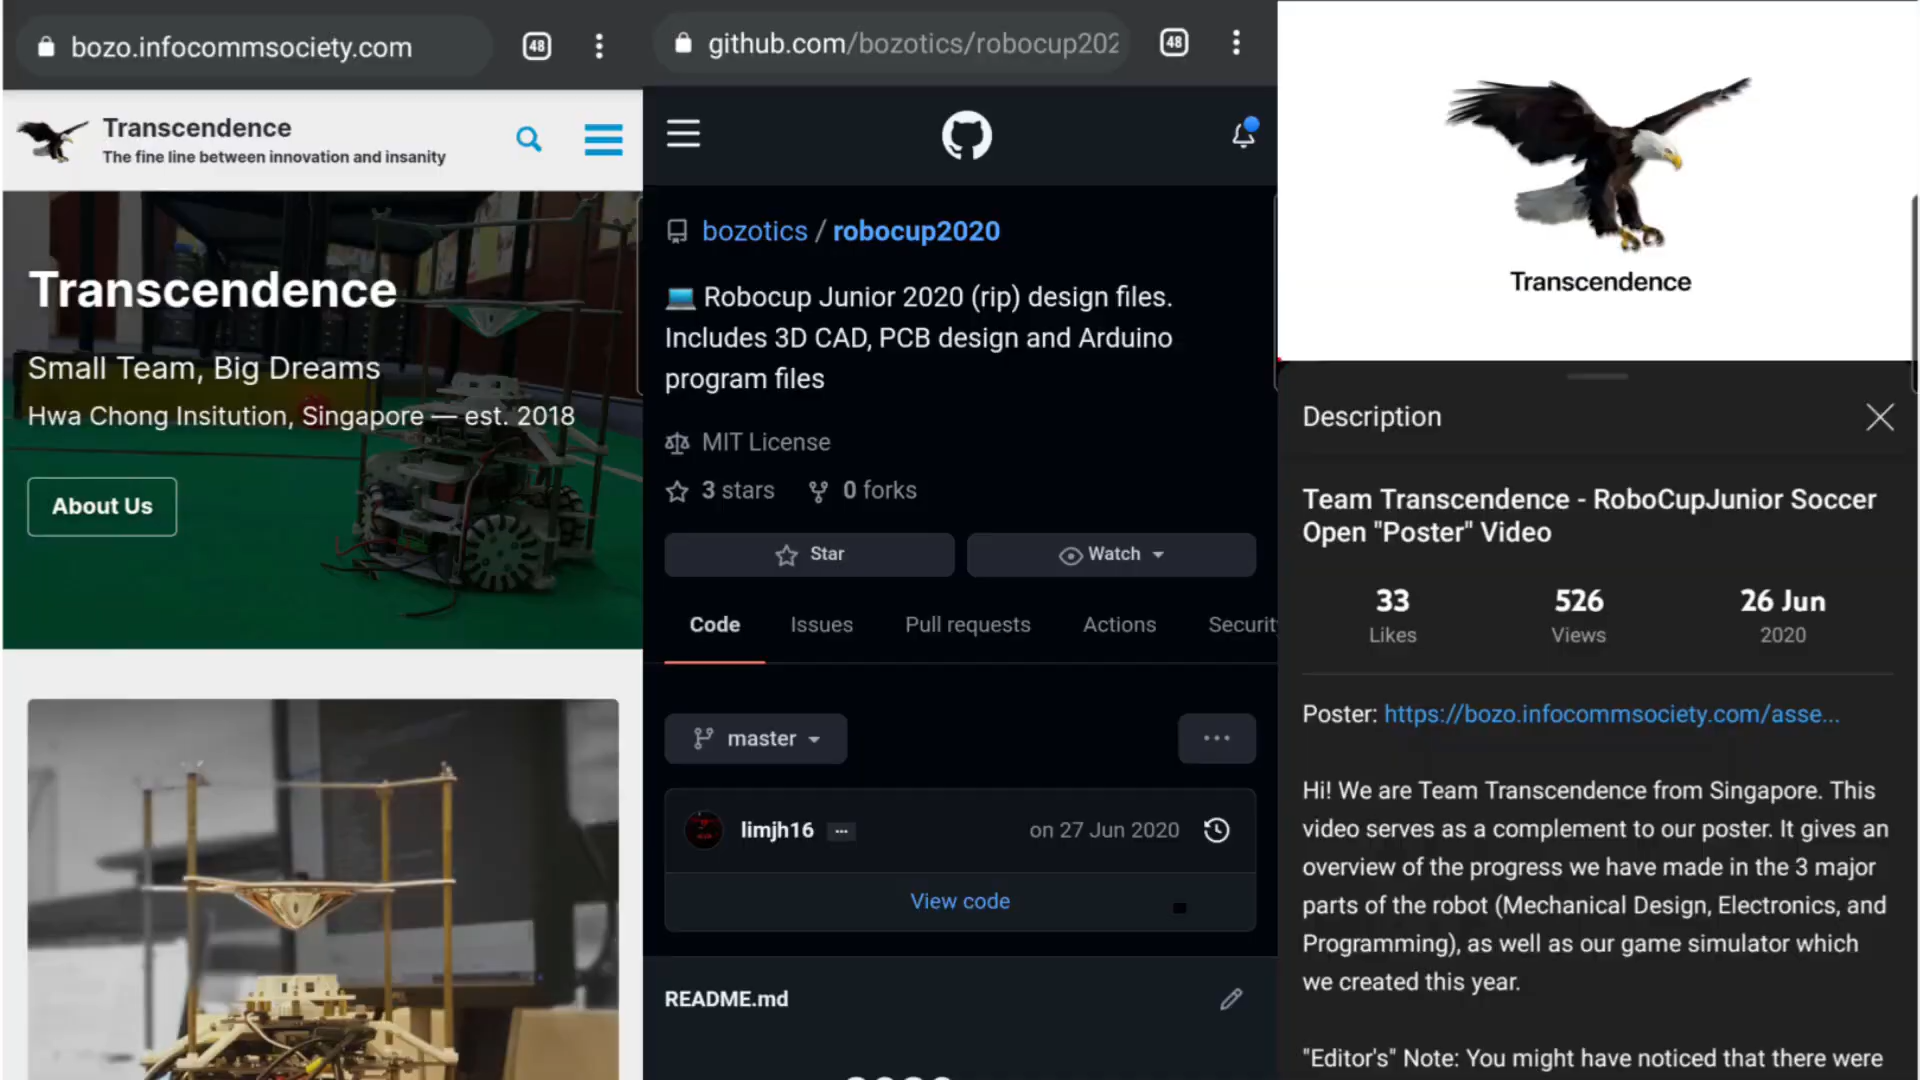 bozo.infocommsociety.com
48
Transcendence
The fine line between innovation and insanity
Transcendence
Small Team, Big Dreams
Hwa Chong Insitution, Singapore — est. 2018
About Us
github.com/bozotics/robocup202
48
bozotics / robocup2020
Robocup Junior 2020 (rip) design files.
Includes 3D CAD, PCB design and Arduino
program files
MIT License
3 stars 0 forks
Star Watch
Code Issues Pull requests Actions Securit
master
limjh16 on 27 Jun 2020
View code
README.md
Transcendence
Description
Team Transcendence - RoboCupJunior Soccer
Open "Poster" Video
33 526 26 Jun
Likes Views 2020
Poster: https://bozo.infocommsociety.com/asse...
Hi! We are Team Transcendence from Singapore. This
video serves as a complement to our poster. It gives an
overview of the progress we have made in the 3 major
parts of the robot (Mechanical Design, Electronics, and
Programming), as well as our game simulator which
we created this year.
"Editor's" Note: You might have noticed that there were